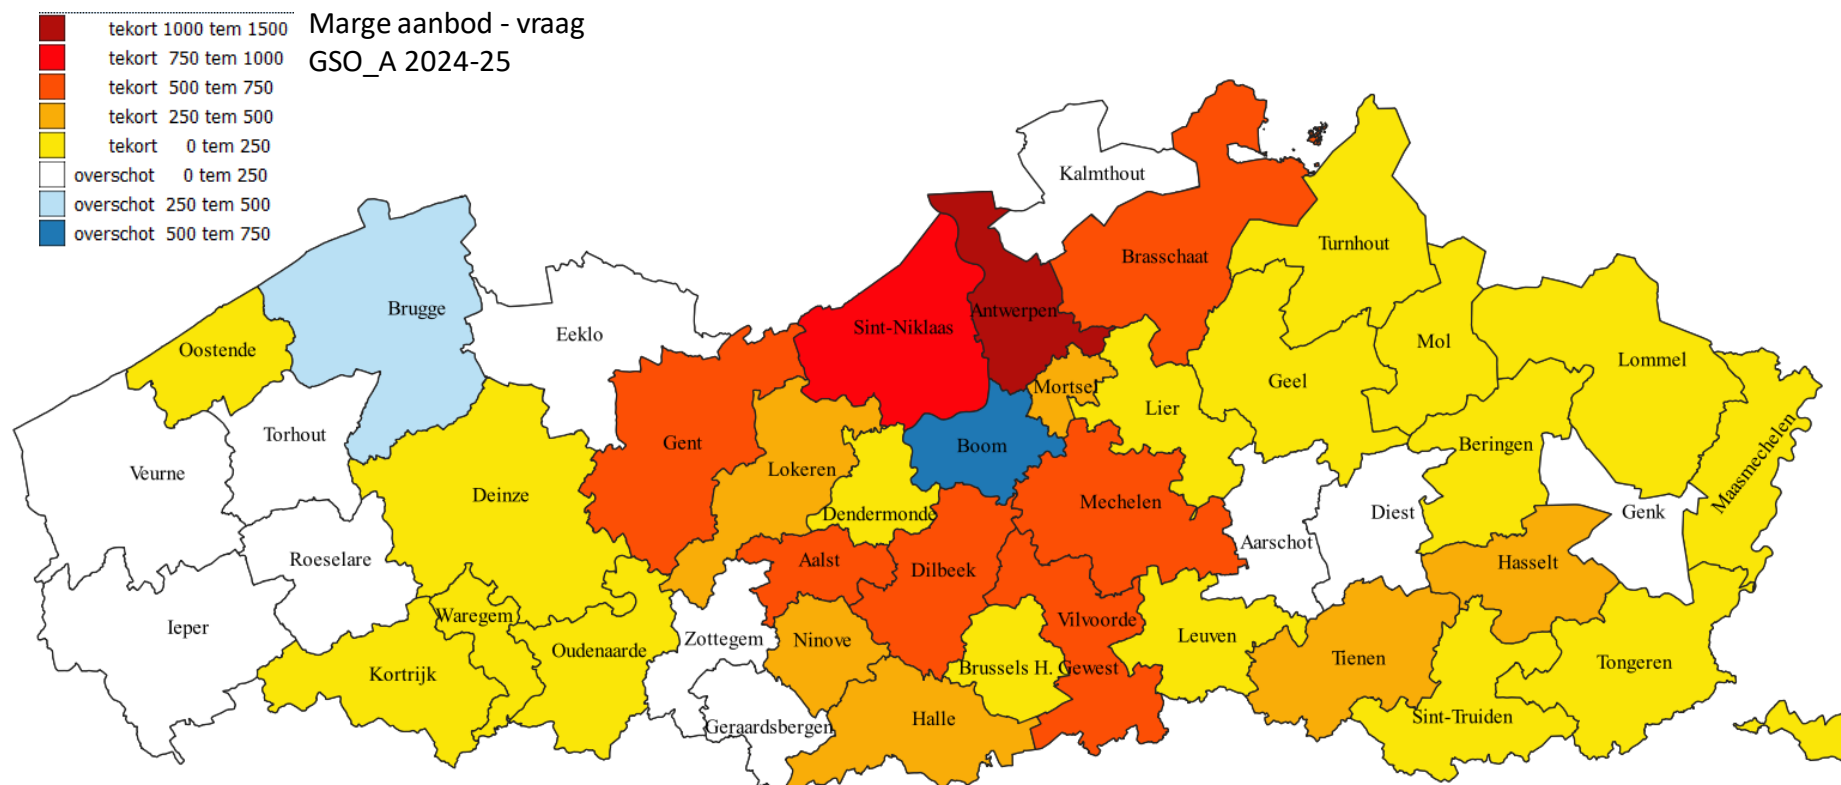 tekort 1000 tem 1500
tekort 750 tem 1000
tekort 500 tem 750
tekort 250 tem 500
tekort 0 tem 250
overschot 0 tem 250
overschot 250 tem 500
overschot 500 tem 750
Marge aanbod - vraag
GSO_A 2024-25
Kalmthout
Turnhout
Brasschaat
Brugge
Antwerpen
Sint-Niklaas
Eeklo
Mol
Oostende
Lommel
Geel
Mortsel
Lier
Torhout
Gent
Boom
Beringen
Veurne
Lokeren
Maasmechelen
Deinze
Mechelen
Dendermonde
Diest
Genk
Aarschot
Roeselare
Aalst
Dilbeek
Hasselt
Waregem
Vilvoorde
Ieper
Leuven
Zottegem
Ninove
Oudenaarde
Tienen
Tongeren
Brussels H. Gewest
Kortrijk
Halle
Sint-Truiden
Geraardsbergen